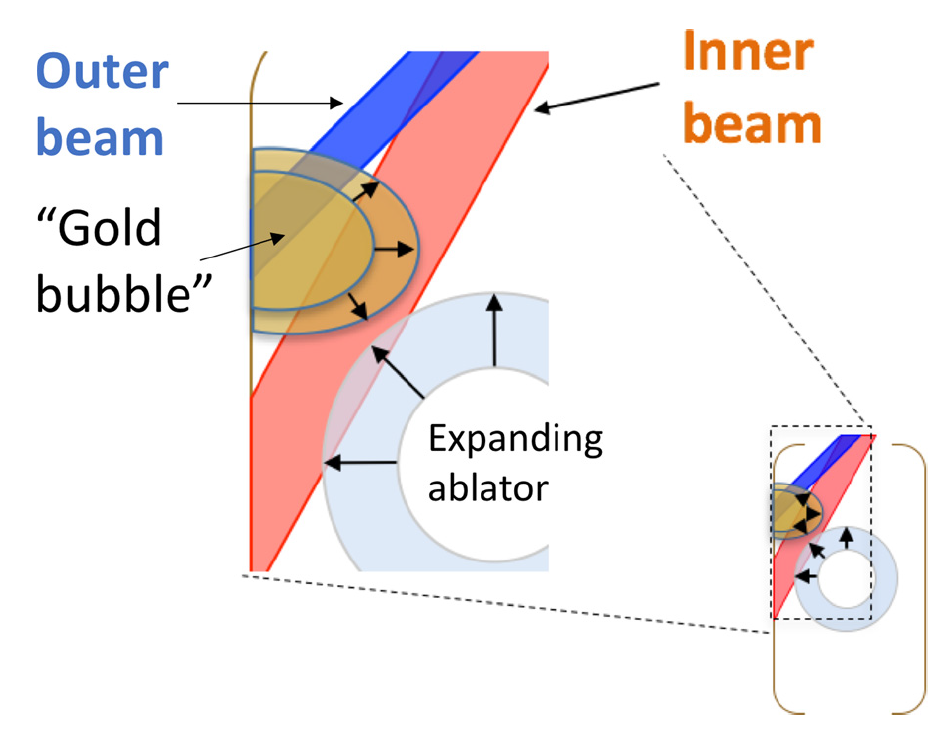 Outer
beam
Inner
beam
“Gold
bubble”
Expanding
ablator